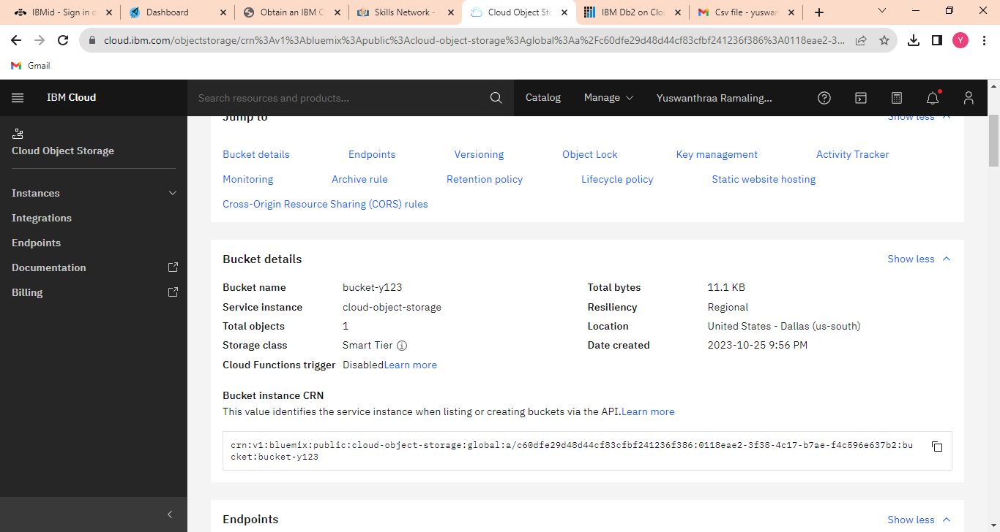 IBMid - Sign in o
Dashboard
Obtain an IBM C
Skills Network -
Cloud Object Sto
IBM Db2 on Clou
Csv file - yuswan
cloud.ibm.com/objectstorage/crn%3Av1%3Abluemix%3Apublic%3Acloud-object-storage%3Aglobal%3Aa%2Fc60dfe29d48d44cf83cfbf241236f386%3A0118eae2-3...
Y
Gmail
IBM Cloud
Search resources and products...
Catalog
Manage
Yuswanthraa Ramaling...
Cloud Object Storage
Instances
Integrations
Endpoints
Documentation
Billing
Jump to
Show less
Bucket details
Endpoints
Versioning
Object Lock
Key management
Activity Tracker
Monitoring
Archive rule
Retention policy
Lifecycle policy
Static website hosting
Cross-Origin Resource Sharing (CORS) rules
Bucket details
Show less
Bucket name bucket-y123 Total bytes 11.1 KB
Service instance cloud-object-storage Resiliency Regional
Total objects 1 Location United States - Dallas (us-south)
Storage class Smart Tier Date created 2023-10-25 9:56 PM
Cloud Functions trigger DisabledLearn more
Bucket instance CRN
This value identifies the service instance when listing or creating buckets via the API.Learn more
crn:v1:bluemix:public:cloud-object-storage:global:a/c60dfe29d48d44cf83cfbf241236f386:0118eae2-3f38-4c17-b7ae-f4c596e637b2:bu
cket:bucket-y123
Endpoints
Show less